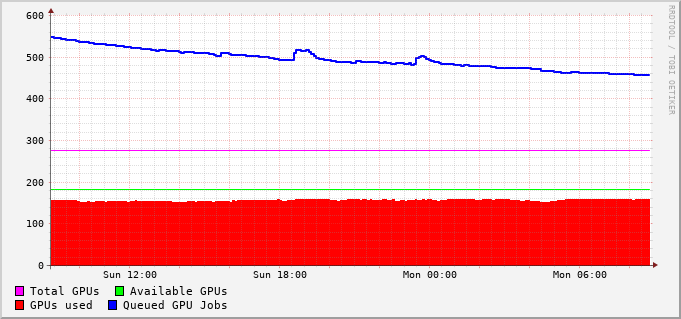 600
500
400
300
200
100
0
Sun 12:00 Sun 18:00 Mon 00:00 Mon 06:00
Total GPUs Available GPUs
GPUs used Queued GPU Jobs
RRDTOOL / TOBI OETIKER